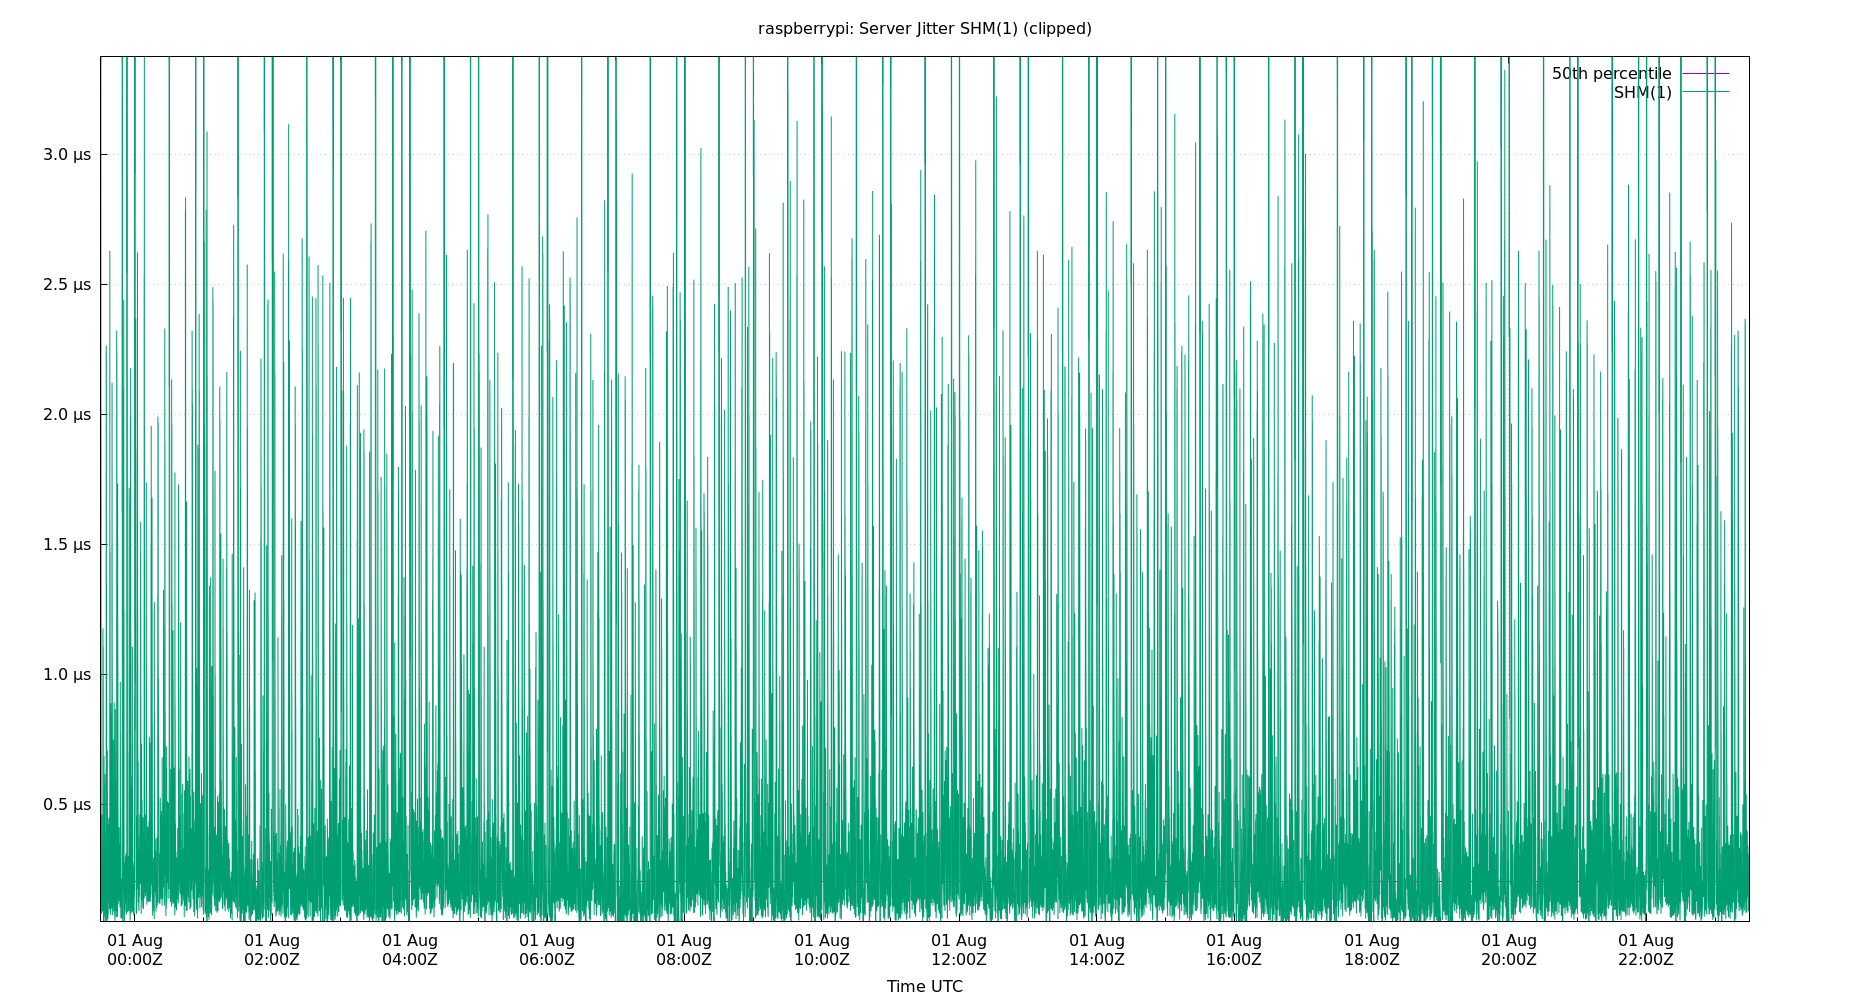 raspberrypi: Server Jitter SHM(1) (clipped)
50th percentile
SHM(1)
3.0 µs
2.5 µs
2.0 µs
1.5 µs
1.0 µs
0.5 µs
01 Aug 01 Aug 01 Aug 01 Aug 01 Aug 01 Aug 01 Aug 01 Aug 01 Aug 01 Aug 01 Aug 01 Aug
00:00Z 02:00Z 04:00Z 06:00Z 08:00Z 10:00Z 12:00Z 14:00Z 16:00Z 18:00Z 20:00Z 22:00Z
Time UTC